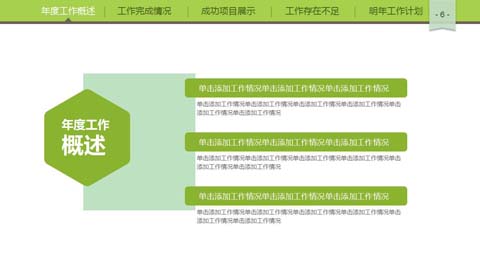 年度工作概述 工作完成情况 成功项目展示 工作存在不足 明年工作计划 - 6 -
年度工作
概述
单击添加工作情况单击添加工作情况单击添加工作情况
单击添加工作情况单击添加工作情况单击添加工作情况单击添加工作情况单击
添加工作情况单击添加工作情况
单击添加工作情况单击添加工作情况单击添加工作情况
单击添加工作情况单击添加工作情况单击添加工作情况单击添加工作情况单击
添加工作情况单击添加工作情况
单击添加工作情况单击添加工作情况单击添加工作情况
单击添加工作情况单击添加工作情况单击添加工作情况单击添加工作情况单击
添加工作情况单击添加工作情况